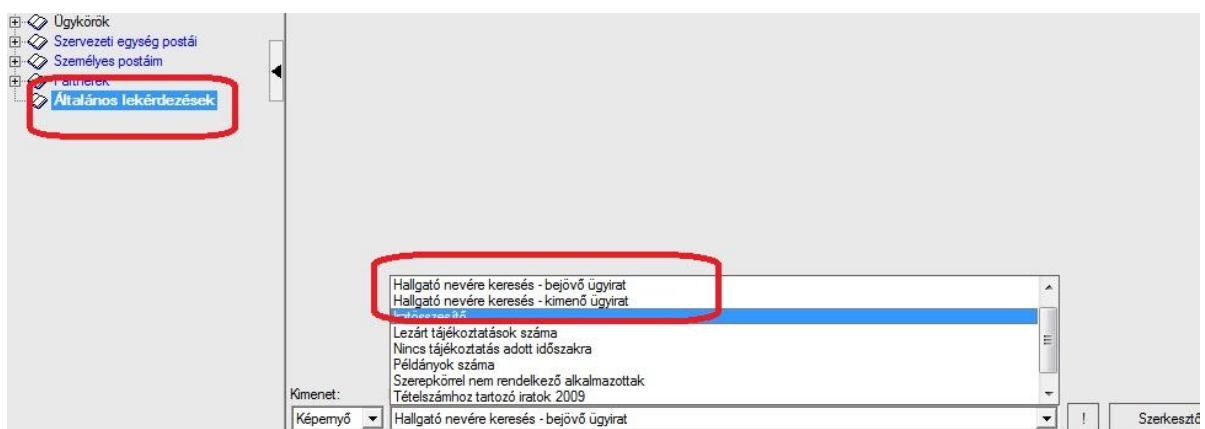 Ügykörök
Szervezeti egység postái
Személyes postáim
Partnerek
Általános lekérdezések
Hallgató nevére keresés - bejövő ügyirat
Hallgató nevére keresés - kimenő ügyirat
Iratösszesítő
Lezárt tájékoztatások száma
Nincs tájékoztatás adott időszakra
Példányok száma
Szerepkörrel nem rendelkező alkalmazottak
Tételszámhoz tartozó iratok 2009
Kimenet:
Képernyő
Hallgató nevére keresés - bejövő ügyirat
!
Szerkesztő